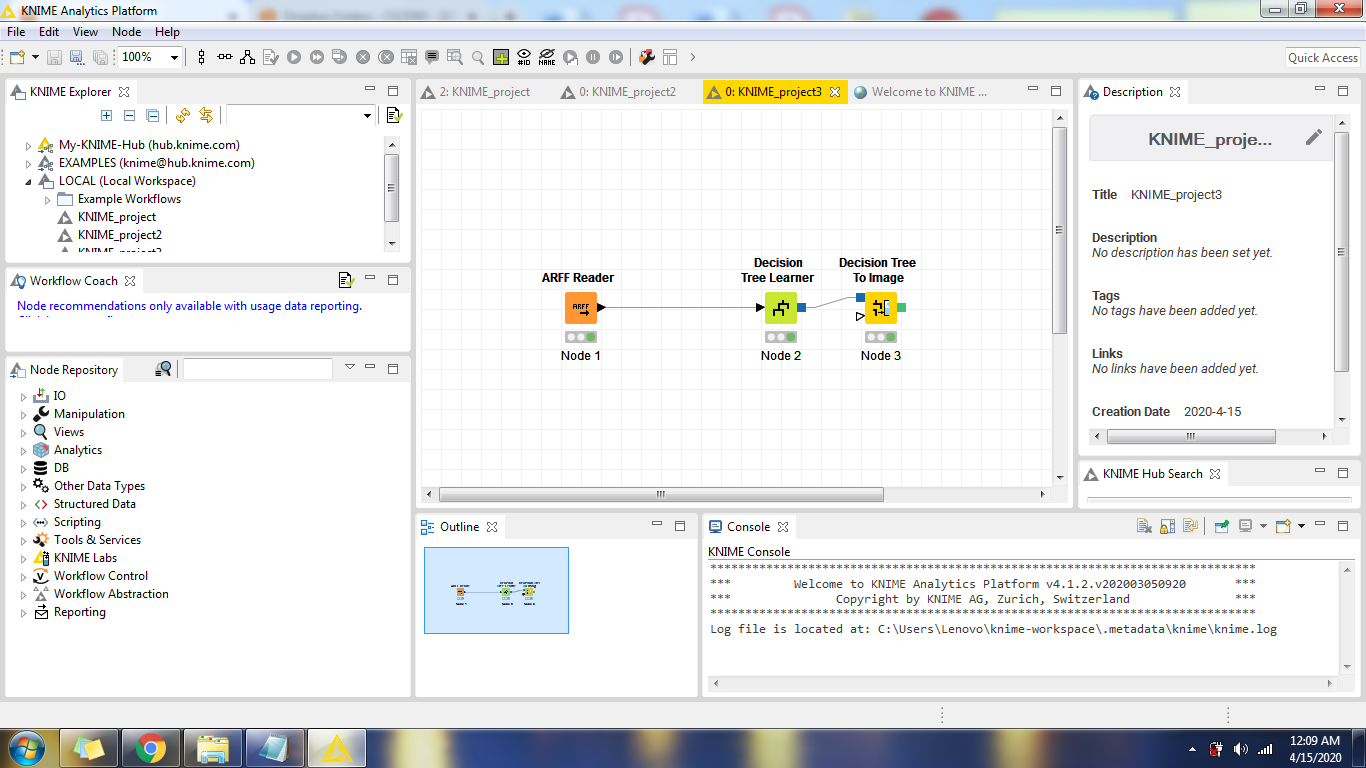 KNIME Analytics Platform
File Edit View Node Help
100%
#ID
NAME
Quick Access
KNIME Explorer
My-KNIME-Hub (hub.knime.com)
EXAMPLES (knime@hub.knime.com)
LOCAL (Local Workspace)
Example Workflows
KNIME_project
KNIME_project2
Workflow Coach
Node recommendations only available with usage data reporting.
Node Repository
IO
Manipulation
Views
Analytics
DB
Other Data Types
Structured Data
Scripting
Tools & Services
KNIME Labs
Workflow Control
Workflow Abstraction
Reporting
2: KNIME_project
0: KNIME_project2
0: KNIME_project3
Welcome to KNIME ...
ARFF Reader
ARFF
Node 1
Decision
Tree Learner
Node 2
Decision Tree
To Image
Node 3
Outline
Description
KNIME_proje...
Title KNIME_project3
Description
No description has been set yet.
Tags
No tags have been added yet.
Links
No links have been added yet.
Creation Date 2020-4-15
KNIME Hub Search
Console
KNIME Console
******************************************************************************
*** Welcome to KNIME Analytics Platform v4.1.2.v202003050920 ***
*** Copyright by KNIME AG, Zurich, Switzerland ***
******************************************************************************
Log file is located at: C:\Users\Lenovo\knime-workspace\.metadata\knime\knime.log
12:09 AM
4/15/2020